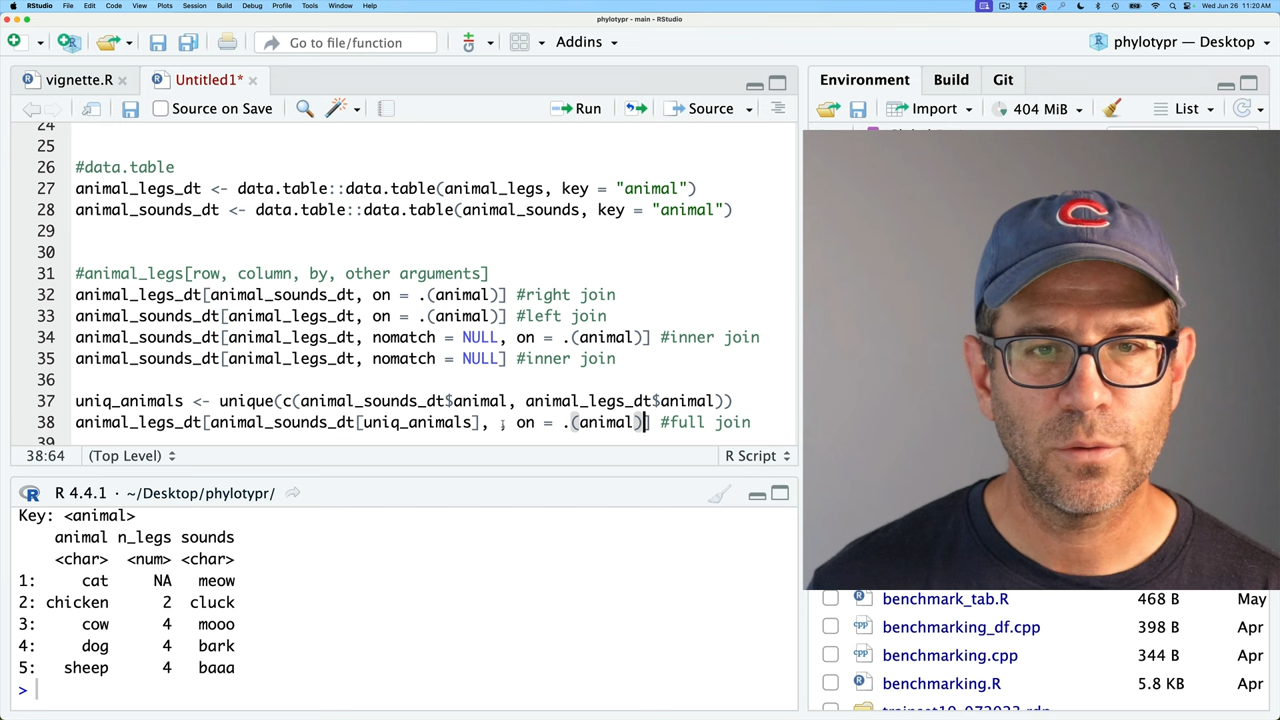 RStudio File Edit Code View Plots Session Build Debug Profile Tools Window Help Wed Jun 26 11:20 AM
phylotypr - main - RStudio
Go to file/function Addins phylotypr — Desktop
vignette.R Untitled1*
Source on Save Run Source
24
25
26 #data.table
27 animal_legs_dt <- data.table::data.table(animal_legs, key = "animal")
28 animal_sounds_dt <- data.table::data.table(animal_sounds, key = "animal")
29
30
31 #animal_legs[row, column, by, other arguments]
32 animal_legs_dt[animal_sounds_dt, on = .(animal)] #right join
33 animal_sounds_dt[animal_legs_dt, on = .(animal)] #left join
34 animal_sounds_dt[animal_legs_dt, nomatch = NULL, on = .(animal)] #inner join
35 animal_sounds_dt[animal_legs_dt, nomatch = NULL] #inner join
36
37 uniq_animals <- unique(c(animal_sounds_dt$animal, animal_legs_dt$animal))
38 animal_legs_dt[animal_sounds_dt[uniq_animals], , on = .(animal)] #full join
39
38:64 (Top Level) R Script
R 4.4.1 · ~/Desktop/phylotypr/
Key: <animal>
animal n_legs sounds
<char> <num> <char>
1: cat NA meow
2: chicken 2 cluck
3: cow 4 mooo
4: dog 4 bark
5: sheep 4 baaa
>
Environment Build Git
Import 404 MiB List
benchmark_tab.R 468 B May
benchmarking_df.cpp 398 B Apr
benchmarking.cpp 344 B Apr
benchmarking.R 5.8 KB Apr